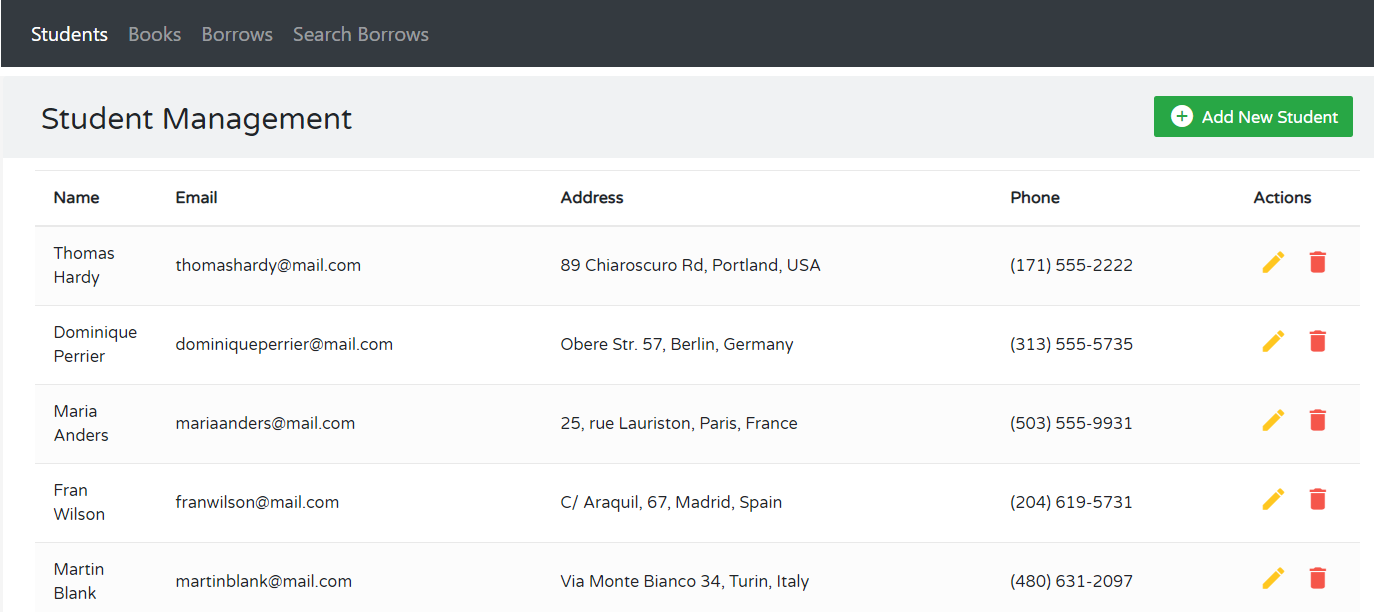 Students Books Borrows Search Borrows
Student Management
Add New Student
Name Email Address Phone Actions
Thomas
Hardy
thomashardy@mail.com 89 Chiaroscuro Rd, Portland, USA (171) 555-2222
Dominique
Perrier
dominiqueperrier@mail.com Obere Str. 57, Berlin, Germany (313) 555-5735
Maria
Anders
mariaanders@mail.com 25, rue Lauriston, Paris, France (503) 555-9931
Fran
Wilson
franwilson@mail.com C/ Araquil, 67, Madrid, Spain (204) 619-5731
Martin
Blank
martinblank@mail.com Via Monte Bianco 34, Turin, Italy (480) 631-2097